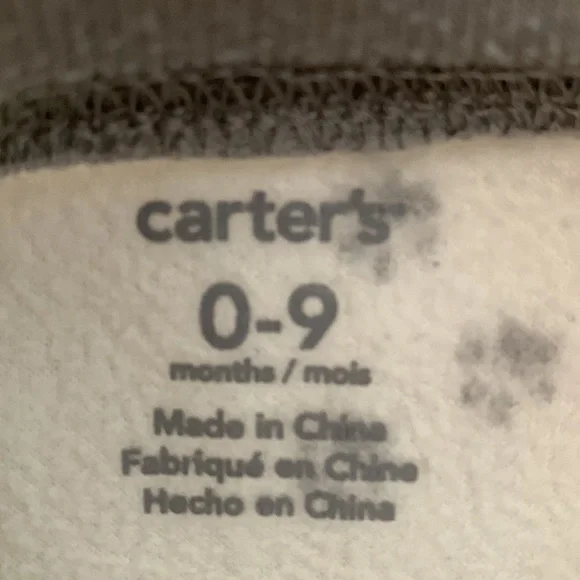 carter's
0-9
months / mois
Made in China
Fabriqué en Chine
Hecho en China